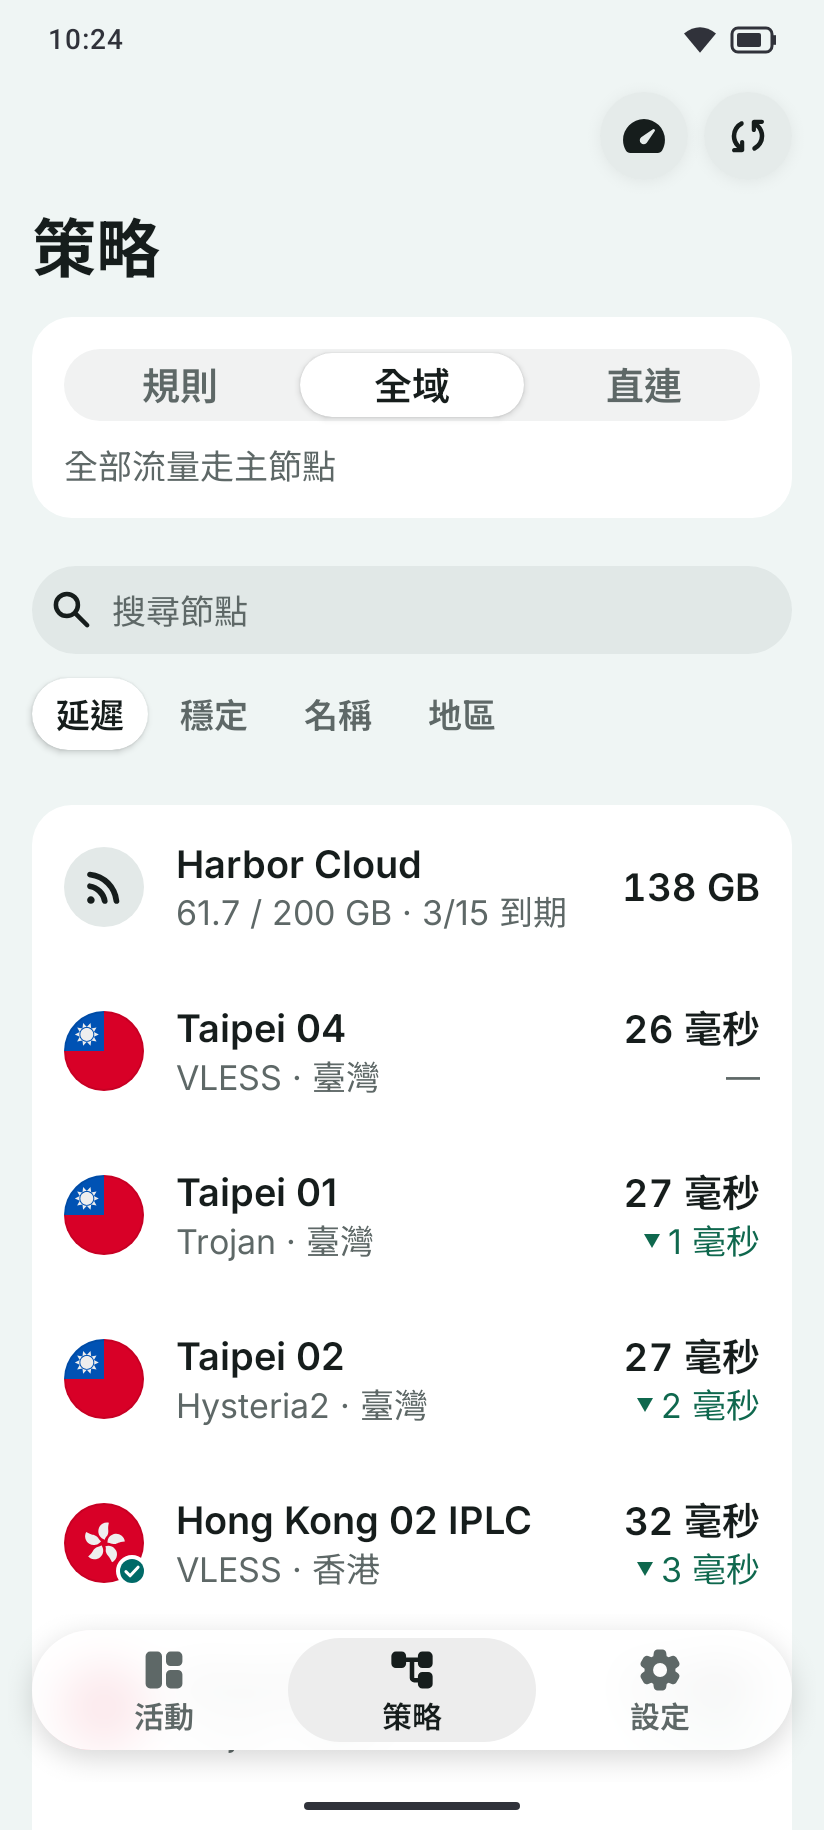 10:24
策略
規則
全域
直連
全部流量走主節點
搜尋節點
延遲
穩定
名稱
地區
Harbor Cloud
138 GB
61.7 / 200 GB · 3/15 到期
Taipei 04
26 毫秒
VLESS · 臺灣
—
Taipei 01
27 毫秒
Trojan · 臺灣
▼1 毫秒
Taipei 02
27 毫秒
Hysteria2 · 臺灣
▼2 毫秒
Hong Kong 02 IPLC
32 毫秒
VLESS · 香港
▼3 毫秒
活動
策略
設定